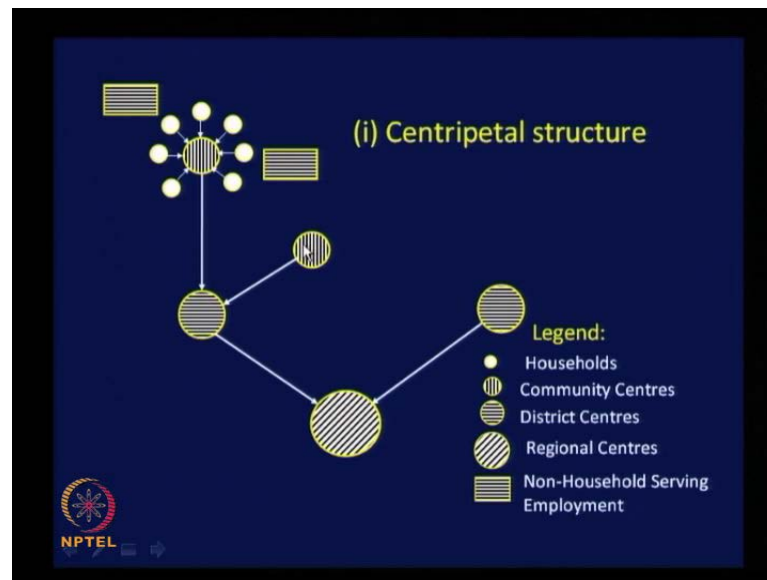 (i) Centripetal structure
Legend:
Households
Community Centres
District Centres
Regional Centres
Non-Household Serving
Employment
NPTEL